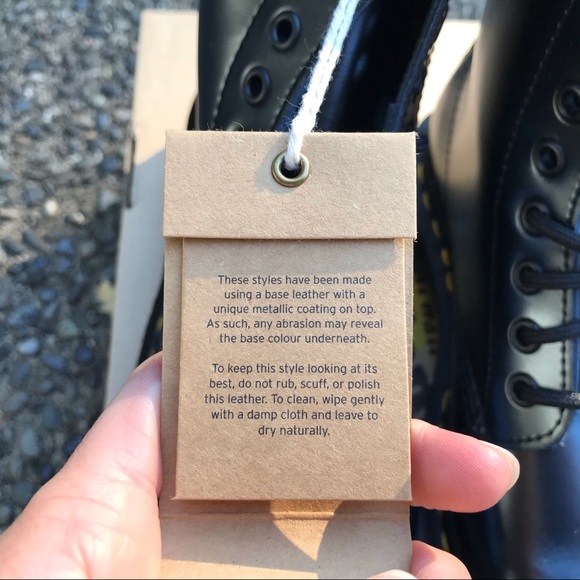 These styles have been made
using a base leather with a
unique metallic coating on top.
As such, any abrasion may reveal
the base colour underneath.
To keep this style looking at its
best, do not rub, scuff, or polish
this leather. To clean, wipe gently
with a damp cloth and leave to
dry naturally.